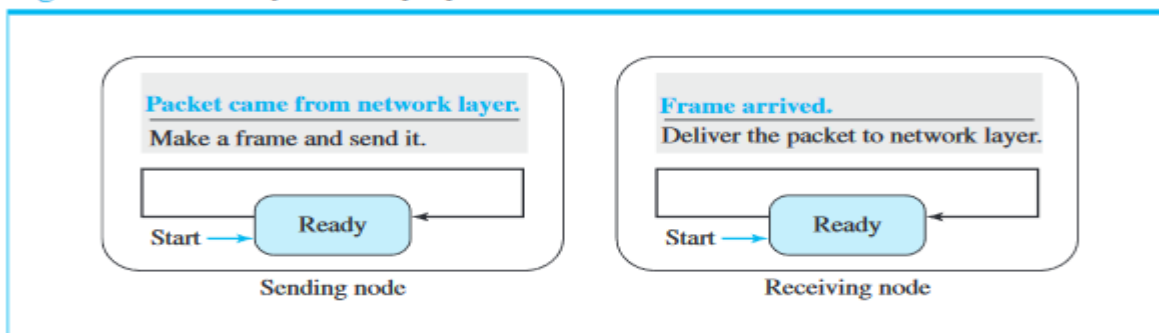 Packet came from network layer.
Make a frame and send it.
Ready
Start
Sending node
Frame arrived.
Deliver the packet to network layer.
Ready
Start
Receiving node